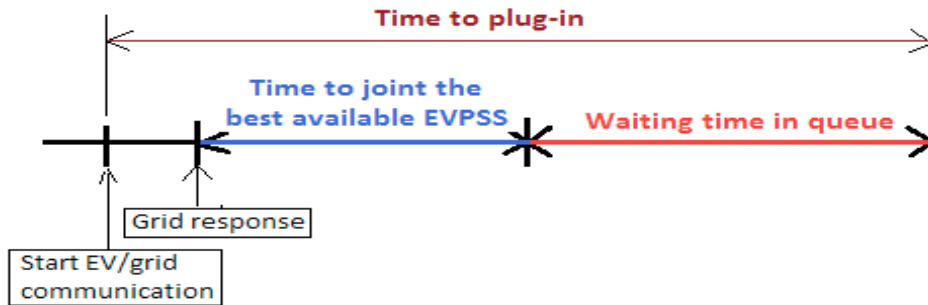 Time to plug-in
Time to joint the
best available EVPSS
Waiting time in queue
Grid response
Start EV/grid
communication